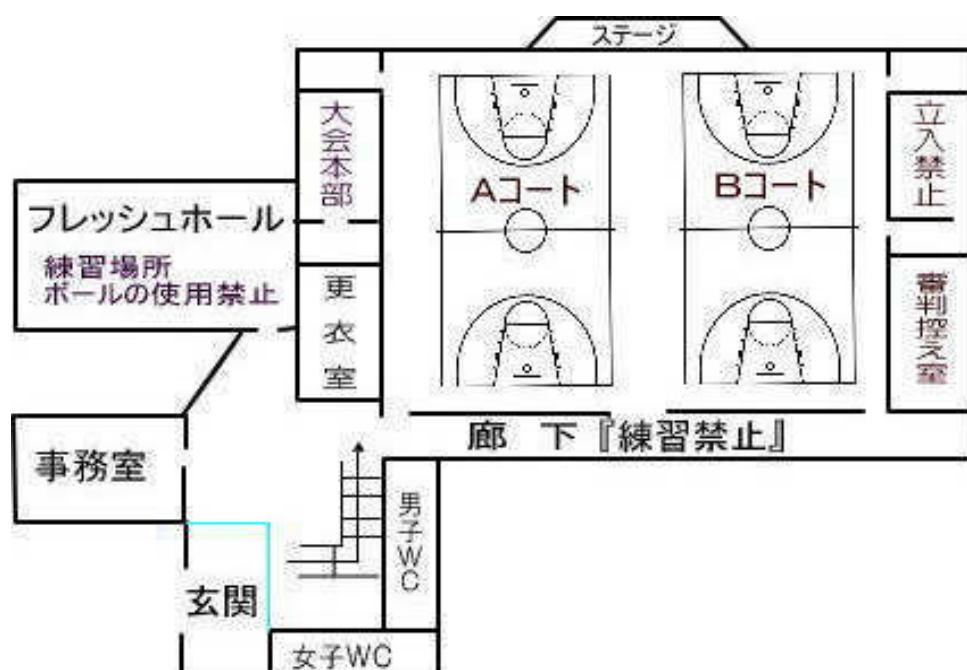 ステージ
大会本部
Aコート
Bコート
立入禁止
フレッシュホール
練習場所
ボールの使用禁止
更衣室
審判控え室
廊 下『練習禁止』
事務室
男子WC
玄関
女子WC